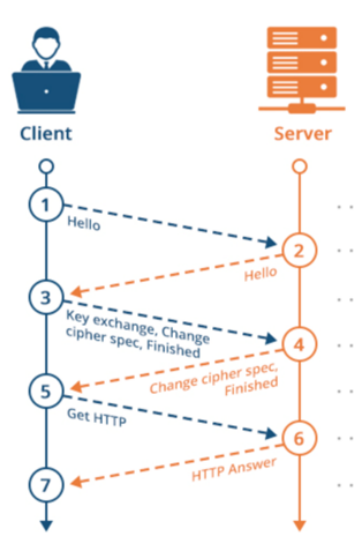 Client
Server
1
Hello
2
Hello
3
Key exchange, Change
cipher spec, Finished
4
Change cipher spec,
Finished
5
Get HTTP
6
HTTP Answer
7